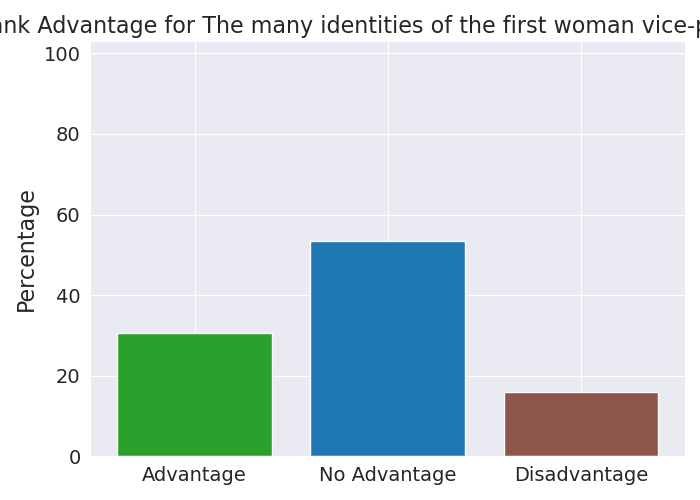 ank Advantage for The many identities of the first woman vice-p
100
80
60
40
20
0
Percentage
Advantage No Advantage Disadvantage